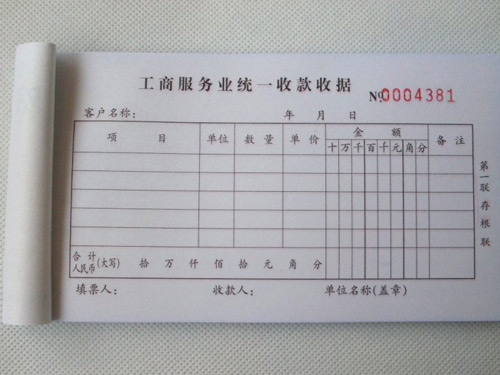 工商服务业统一收款收据
№0004381
客户名称： 年 月 日
项 目 单位 数量 单价 金 额 备注
十 万 千 百 千 元 角 分
合计 人民币(大写) 拾 万 仟 佰 拾 元 角 分
填票人： 收款人： 单位名称(盖章)
第一联存根联